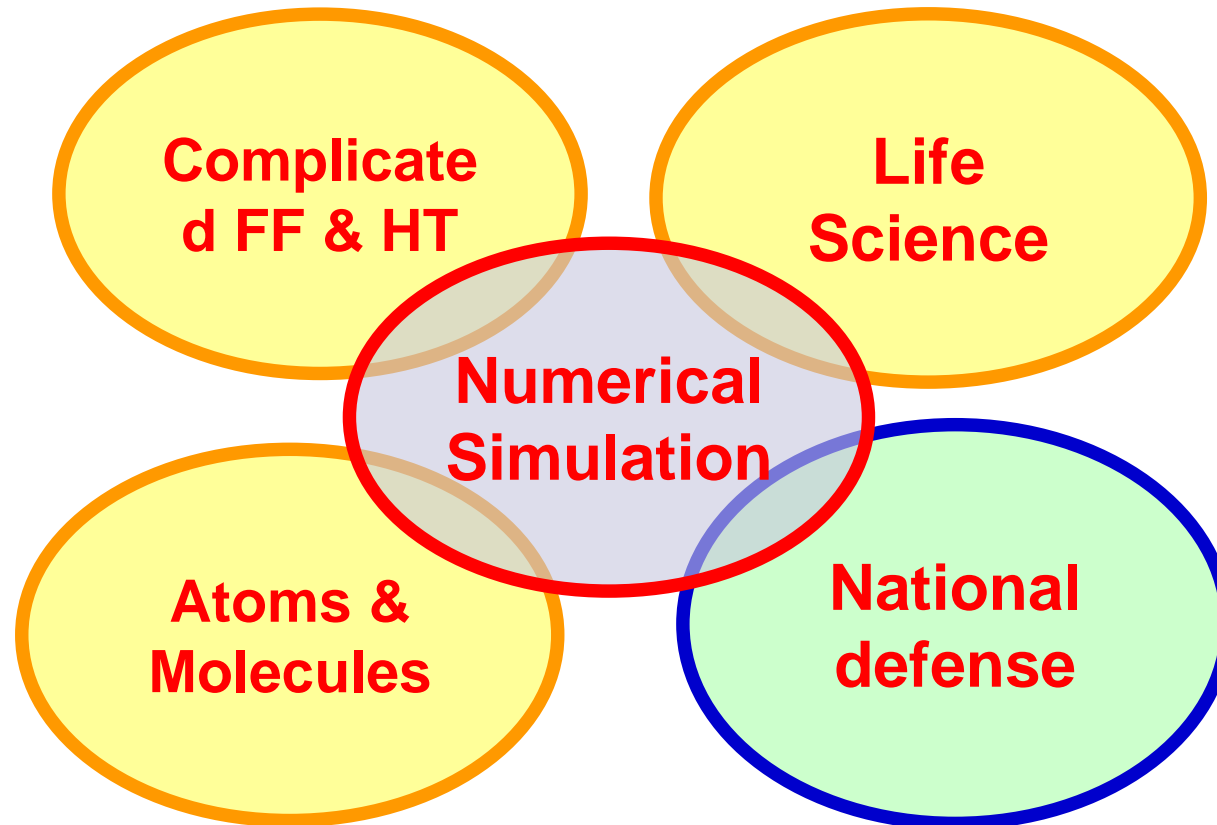 Complicate
d FF & HT
Life
Science
Numerical
Simulation
Atoms &
Molecules
National
defense